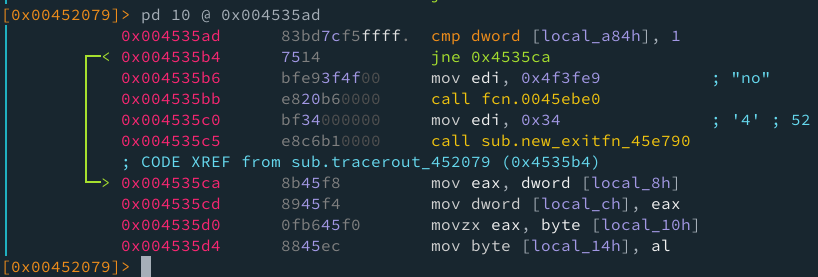 [0x00452079]> pd 10 @ 0x004535ad
0x004535ad 83bd7cf5ffff. cmp dword [local_a84h], 1
0x004535b4 7514 jne 0x4535ca
0x004535b6 bfe93f4f00 mov edi, 0x4f3fe9 ; "no"
0x004535bb e820b60000 call fcn.0045ebe0
0x004535c0 bf34000000 mov edi, 0x34 ; '4' ; 52
0x004535c5 e8c6b10000 call sub.new_exitfn_45e790
; CODE XREF from sub.tracerout_452079 (0x4535b4)
0x004535ca 8b45f8 mov eax, dword [local_8h]
0x004535cd 8945f4 mov dword [local_ch], eax
0x004535d0 0fb645f0 movzx eax, byte [local_10h]
0x004535d4 8845ec mov byte [local_14h], al
[0x00452079]>